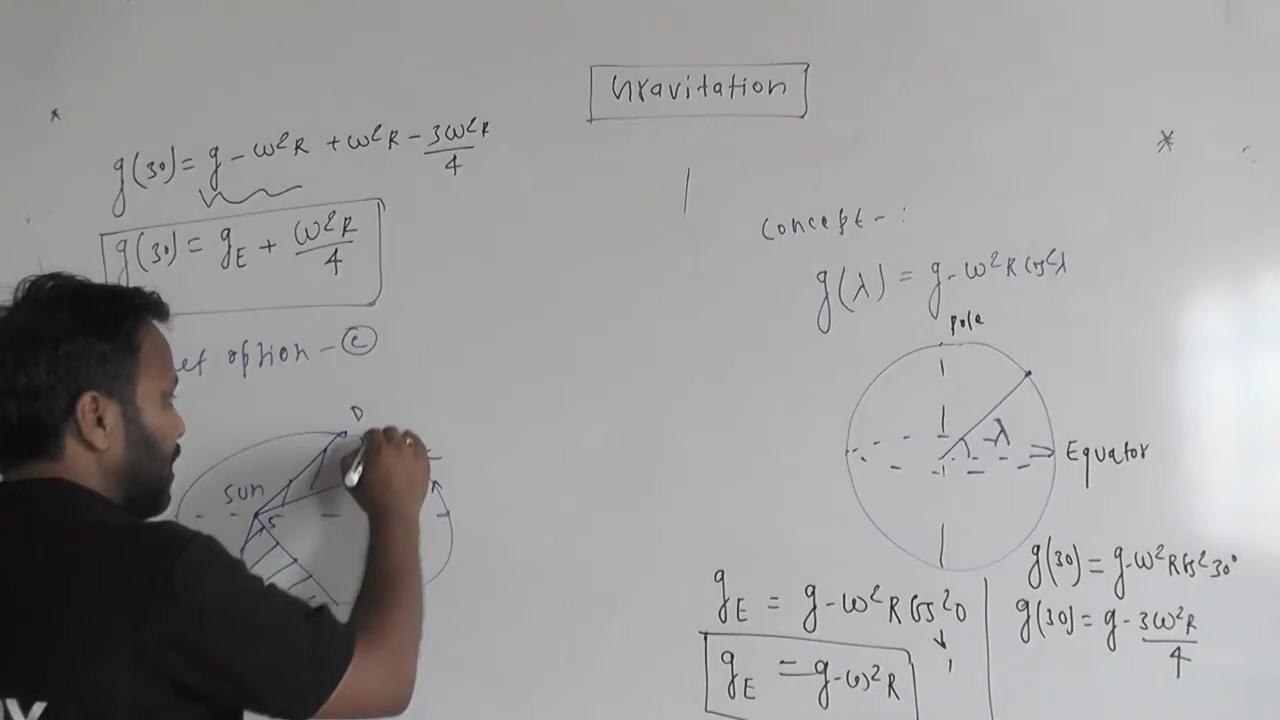 Gravitation
*
g(30) = g - ω²R + ω²R - 3ω²R/4
g(30) = g_E + ω²R/4
option - (c)
D
Sun
S
*
Concept - :
g(λ) = g - ω²R cos²λ
pole
λ
Equator
g_E = g - ω²R cos²0
1
g_E = g - ω²R
g(30) = g - ω²R cos²30°
g(30) = g - 3ω²R/4